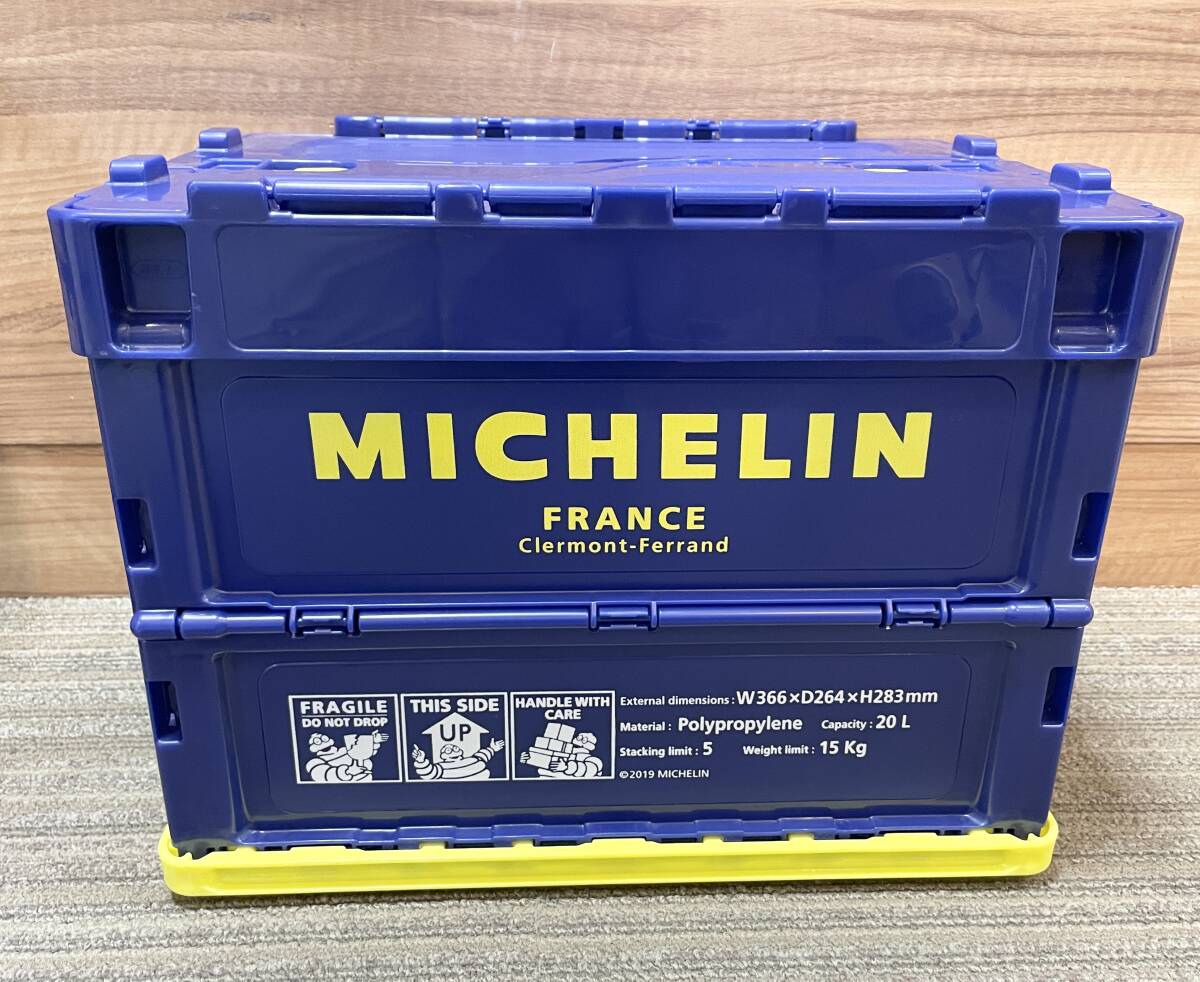 MICHELIN
FRANCE
Clermont-Ferrand
FRAGILE
DO NOT DROP
THIS SIDE
UP
HANDLE WITH
CARE
External dimensions : W366×D264×H283mm
Material : Polypropylene Capacity : 20 L
Stacking limit : 5 Weight limit : 15 Kg
©2019 MICHELIN